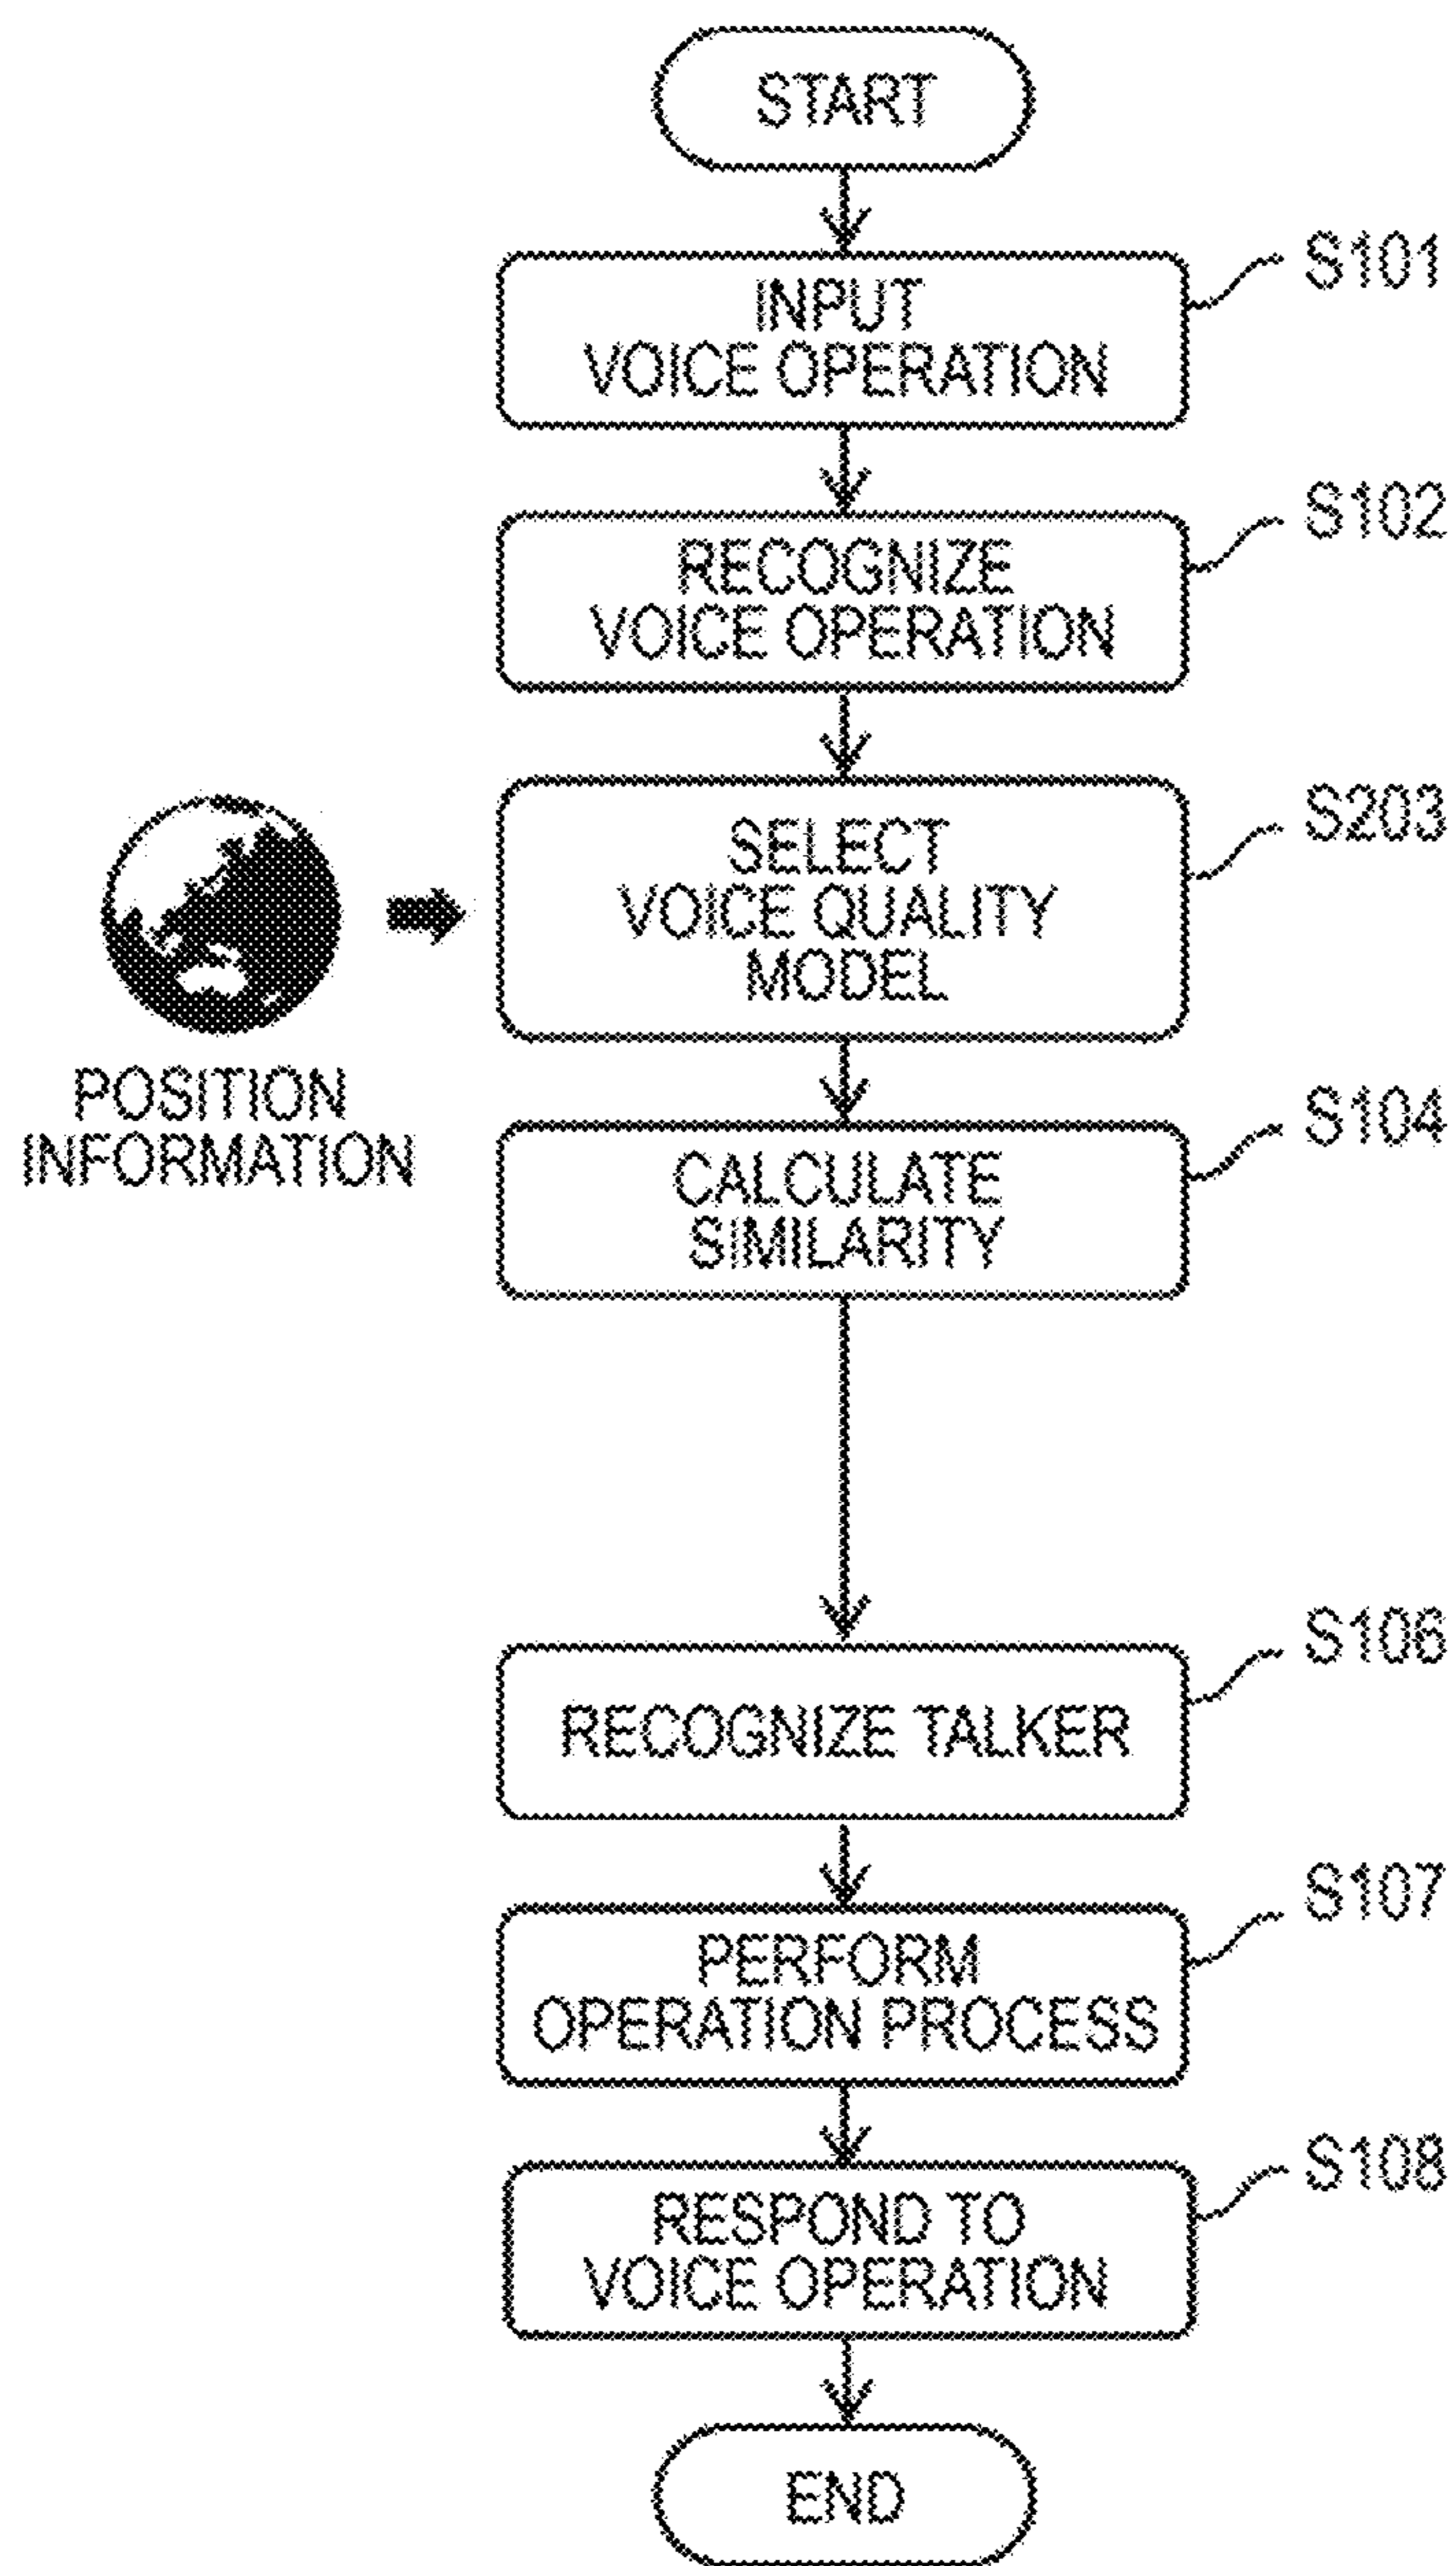 START
INPUT
VOICE OPERATION
S101
RECOGNIZE
VOICE OPERATION
S102
SELECT
VOICE QUALITY
MODEL
S203
POSITION
INFORMATION
CALCULATE
SIMILARITY
S104
RECOGNIZE TALKER
S106
PERFORM
OPERATION PROCESS
S107
RESPOND TO
VOICE OPERATION
S108
END